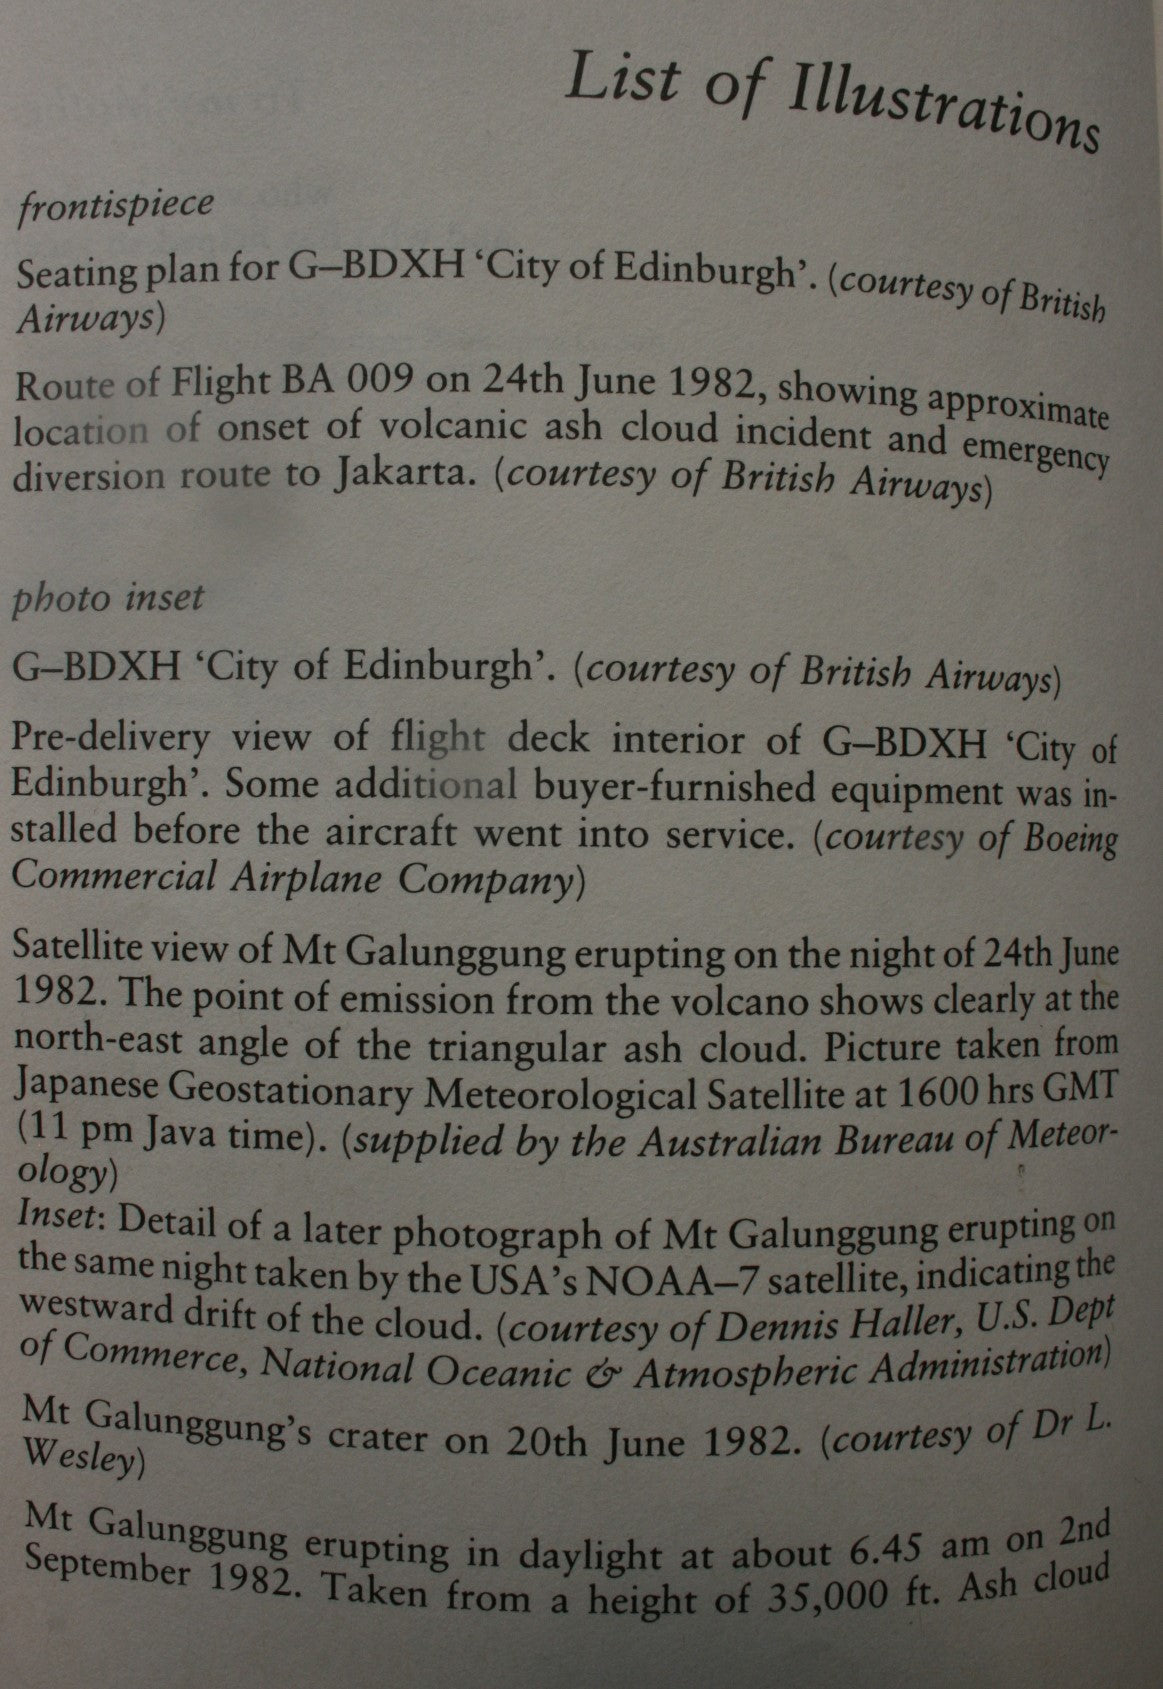 List of Illustrations
frontispiece
Seating plan for G–BDXH ‘City of Edinburgh’. (courtesy of British
Airways)
Route of Flight BA 009 on 24th June 1982, showing approximate
location of onset of volcanic ash cloud incident and emergency
diversion route to Jakarta. (courtesy of British Airways)
photo inset
G–BDXH ‘City of Edinburgh’. (courtesy of British Airways)
Pre-delivery view of flight deck interior of G–BDXH ‘City of
Edinburgh’. Some additional buyer-furnished equipment was in-
stalled before the aircraft went into service. (courtesy of Boeing
Commercial Airplane Company)
Satellite view of Mt Galunggung erupting on the night of 24th June
1982. The point of emission from the volcano shows clearly at the
north-east angle of the triangular ash cloud. Picture taken from
Japanese Geostationary Meteorological Satellite at 1600 hrs GMT
(11 pm Java time). (supplied by the Australian Bureau of Meteor-
ology)
Inset: Detail of a later photograph of Mt Galunggung erupting on
the same night taken by the USA’s NOAA–7 satellite, indicating the
westward drift of the cloud. (courtesy of Dennis Haller, U.S. Dept
of Commerce, National Oceanic & Atmospheric Administration)
Mt Galunggung’s crater on 20th June 1982. (courtesy of Dr L.
Wesley)
Mt Galunggung erupting in daylight at about 6.45 am on 2nd
September 1982. Taken from a height of 35,000 ft. Ash cloud